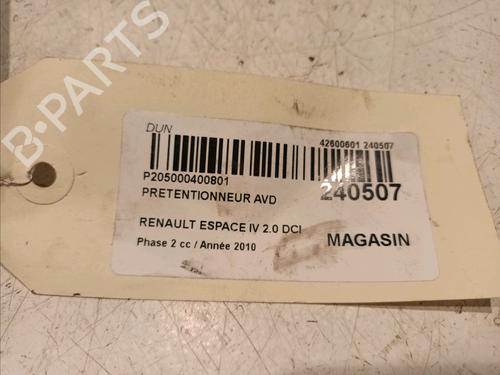 B-PARTS
DUN
42600601 240507
P205000400801
PRETENTIONNEUR AVD
240507
RENAULT ESPACE IV 2.0 DCI
Phase 2 cc / Année 2010
MAGASIN